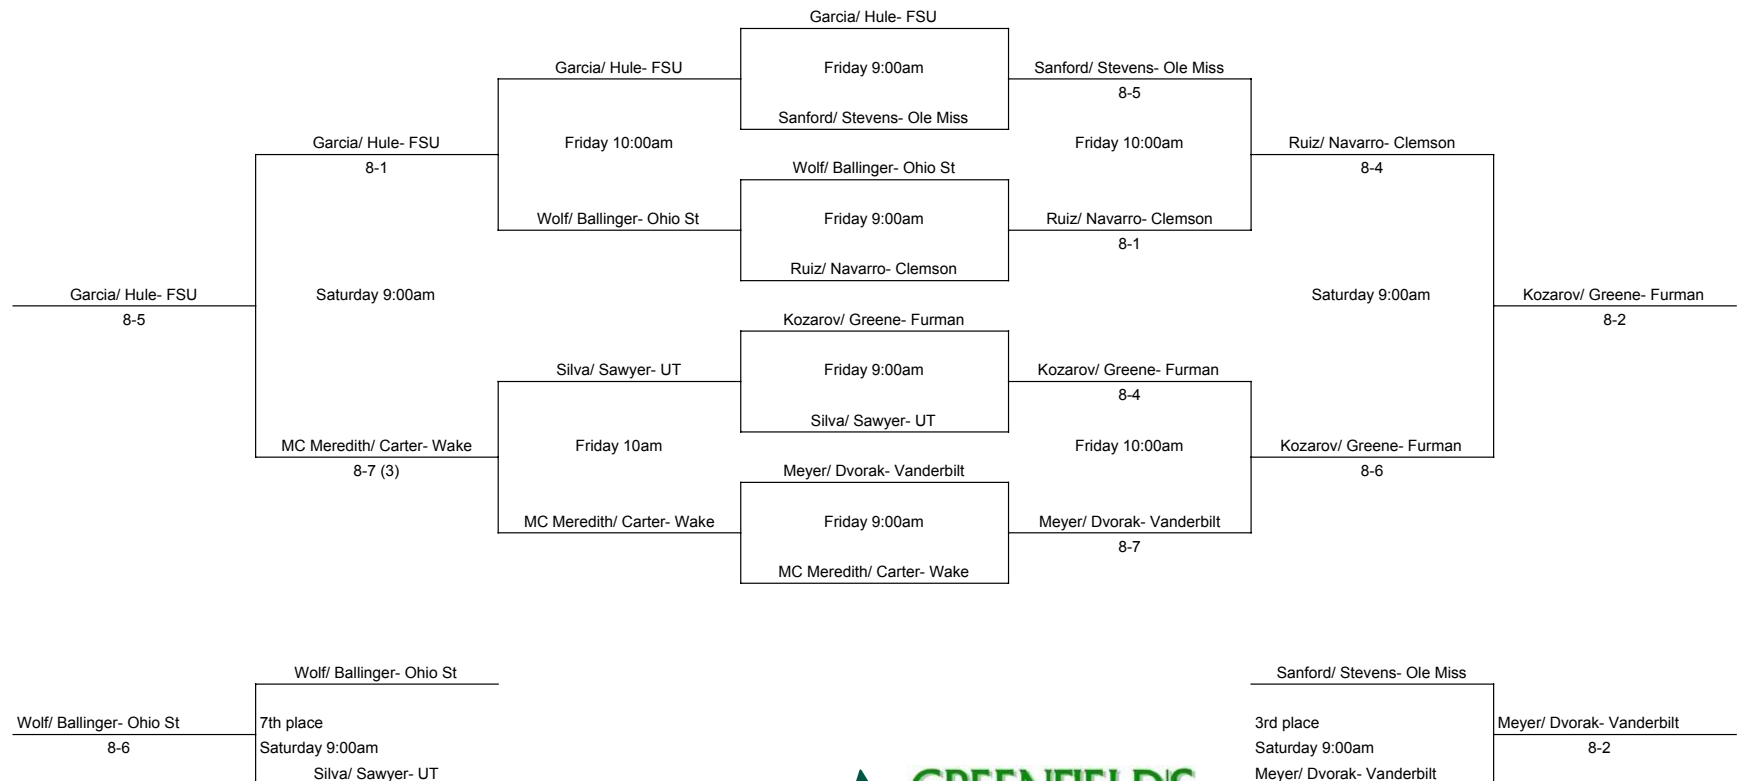 Garcia/ Hule- FSU
Garcia/ Hule- FSU
Friday 9:00am
Sanford/ Stevens- Ole Miss
8-5
Sanford/ Stevens- Ole Miss
Garcia/ Hule- FSU
8-1
Friday 10:00am
Friday 10:00am
Ruiz/ Navarro- Clemson
8-4
Wolf/ Ballinger- Ohio St
Wolf/ Ballinger- Ohio St
Friday 9:00am
Ruiz/ Navarro- Clemson
8-1
Ruiz/ Navarro- Clemson
Garcia/ Hule- FSU
8-5
Saturday 9:00am
Saturday 9:00am
Kozarov/ Greene- Furman
8-2
Kozarov/ Greene- Furman
Silva/ Sawyer- UT
Friday 9:00am
Kozarov/ Greene- Furman
8-4
Silva/ Sawyer- UT
MC Meredith/ Carter- Wake
8-7 (3)
Friday 10am
Friday 10:00am
Kozarov/ Greene- Furman
8-6
Meyer/ Dvorak- Vanderbilt
MC Meredith/ Carter- Wake
Friday 9:00am
Meyer/ Dvorak- Vanderbilt
8-7
MC Meredith/ Carter- Wake
Wolf/ Ballinger- Ohio St
Sanford/ Stevens- Ole Miss
Wolf/ Ballinger- Ohio St
8-6
7th place
Saturday 9:00am
Silva/ Sawyer- UT
3rd place
Saturday 9:00am
Meyer/ Dvorak- Vanderbilt
Meyer/ Dvorak- Vanderbilt
8-2
GREENFIELD'S